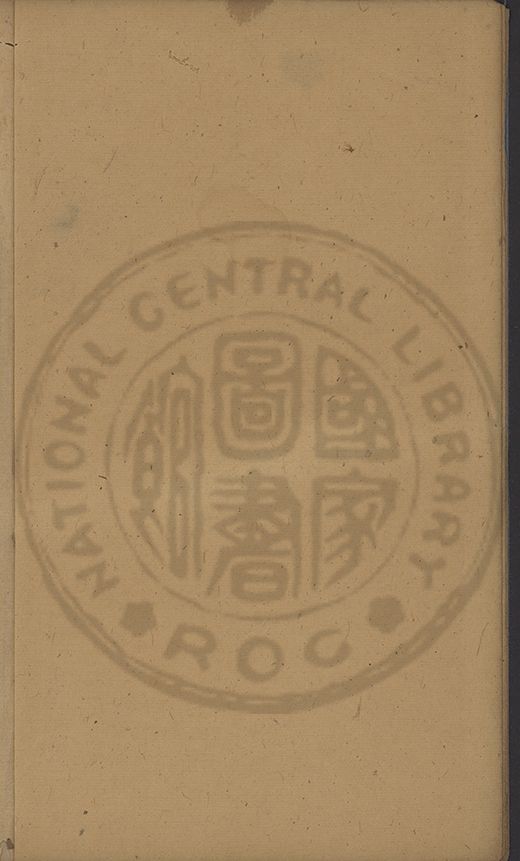 NATIONAL CENTRAL LIBRARY
國家
圖書
館
ROC